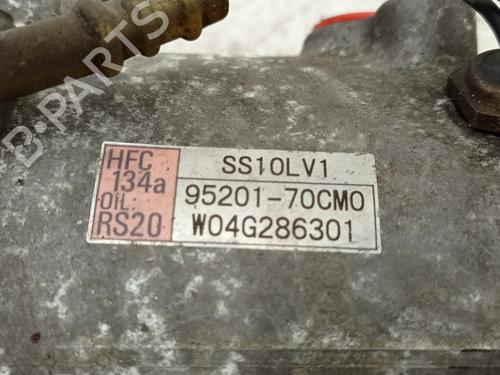 B-PARTS
HFC
134a
OIL:
RS20
SS10LV1
95201-70CM0
W04G286301